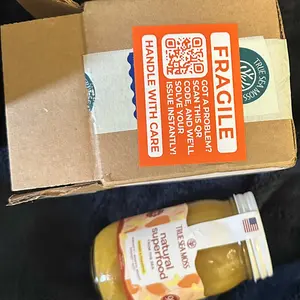 FRAGILE
GOT A PROBLEM?
SCAN THIS QR
CODE, AND WE'LL
SOLVE YOUR
ISSUE INSTANTLY!
HANDLE WITH CARE
TRUE SEA MOSS
TRUE SEA MOSS
natural
superfood